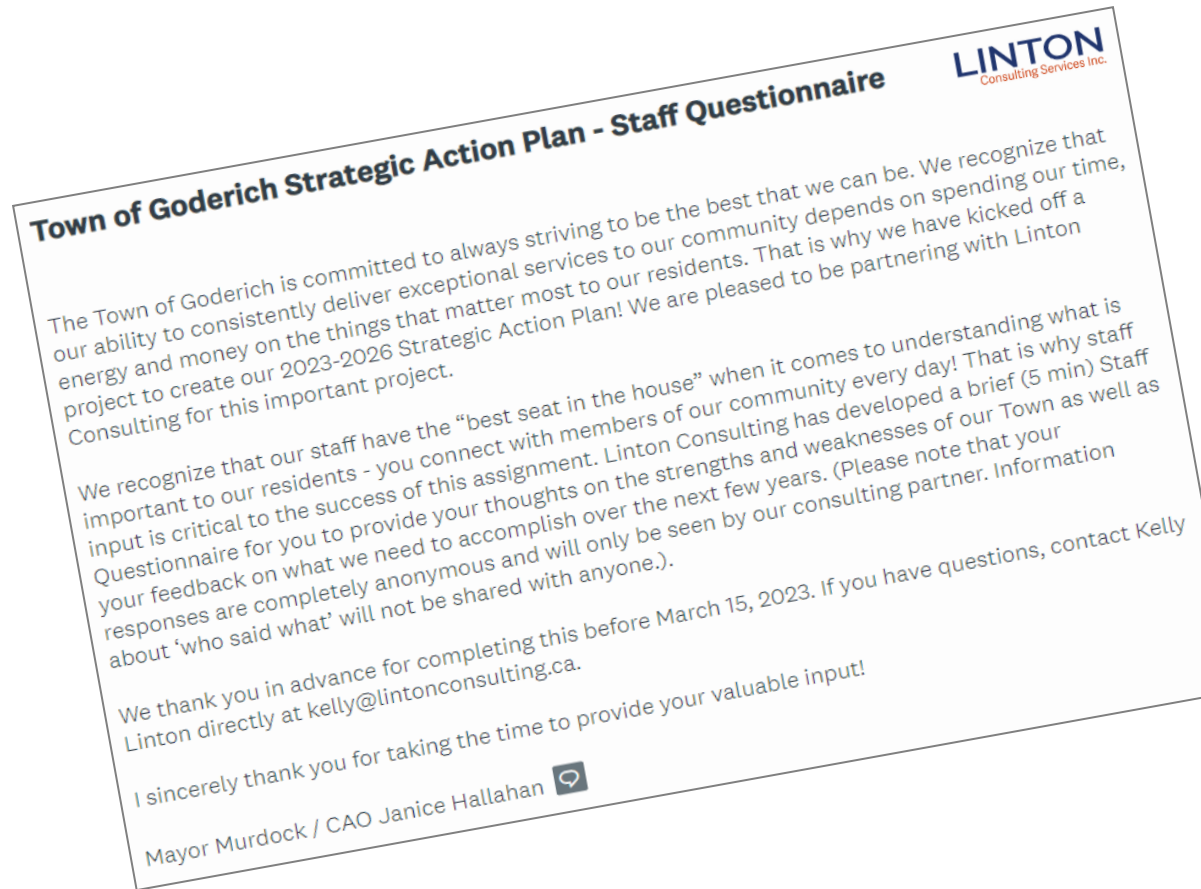 LINTON
Consulting Services Inc.
Town of Goderich Strategic Action Plan - Staff Questionnaire
The Town of Goderich is committed to always striving to be the best that we can be. We recognize that
our ability to consistently deliver exceptional services to our community depends on spending our time,
energy and money on the things that matter most to our residents. That is why we have kicked off a
project to create our 2023-2026 Strategic Action Plan! We are pleased to be partnering with Linton
Consulting for this important project.
We recognize that our staff have the “best seat in the house” when it comes to understanding what is
important to our residents - you connect with members of our community every day! That is why staff
input is critical to the success of this assignment. Linton Consulting has developed a brief (5 min) Staff
Questionnaire for you to provide your thoughts on the strengths and weaknesses of our Town as well as
your feedback on what we need to accomplish over the next few years. (Please note that your
responses are completely anonymous and will only be seen by our consulting partner. Information
about ‘who said what’ will not be shared with anyone.).
We thank you in advance for completing this before March 15, 2023. If you have questions, contact Kelly
Linton directly at kelly@lintonconsulting.ca.
I sincerely thank you for taking the time to provide your valuable input!
Mayor Murdock / CAO Janice Hallahan